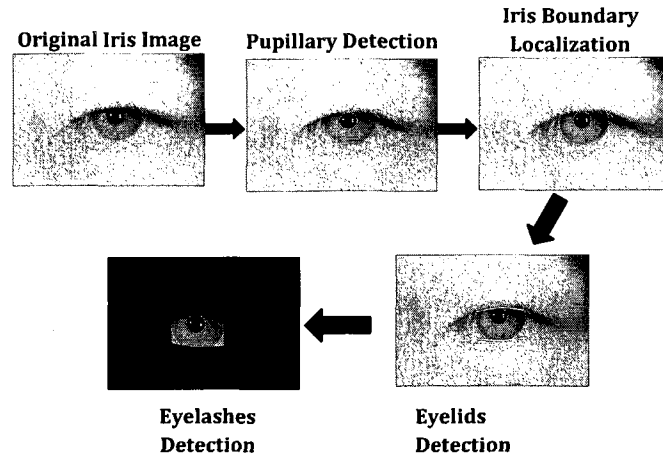 Original Iris Image
Pupillary Detection
Iris Boundary
Localization
Eyelashes
Detection
Eyelids
Detection